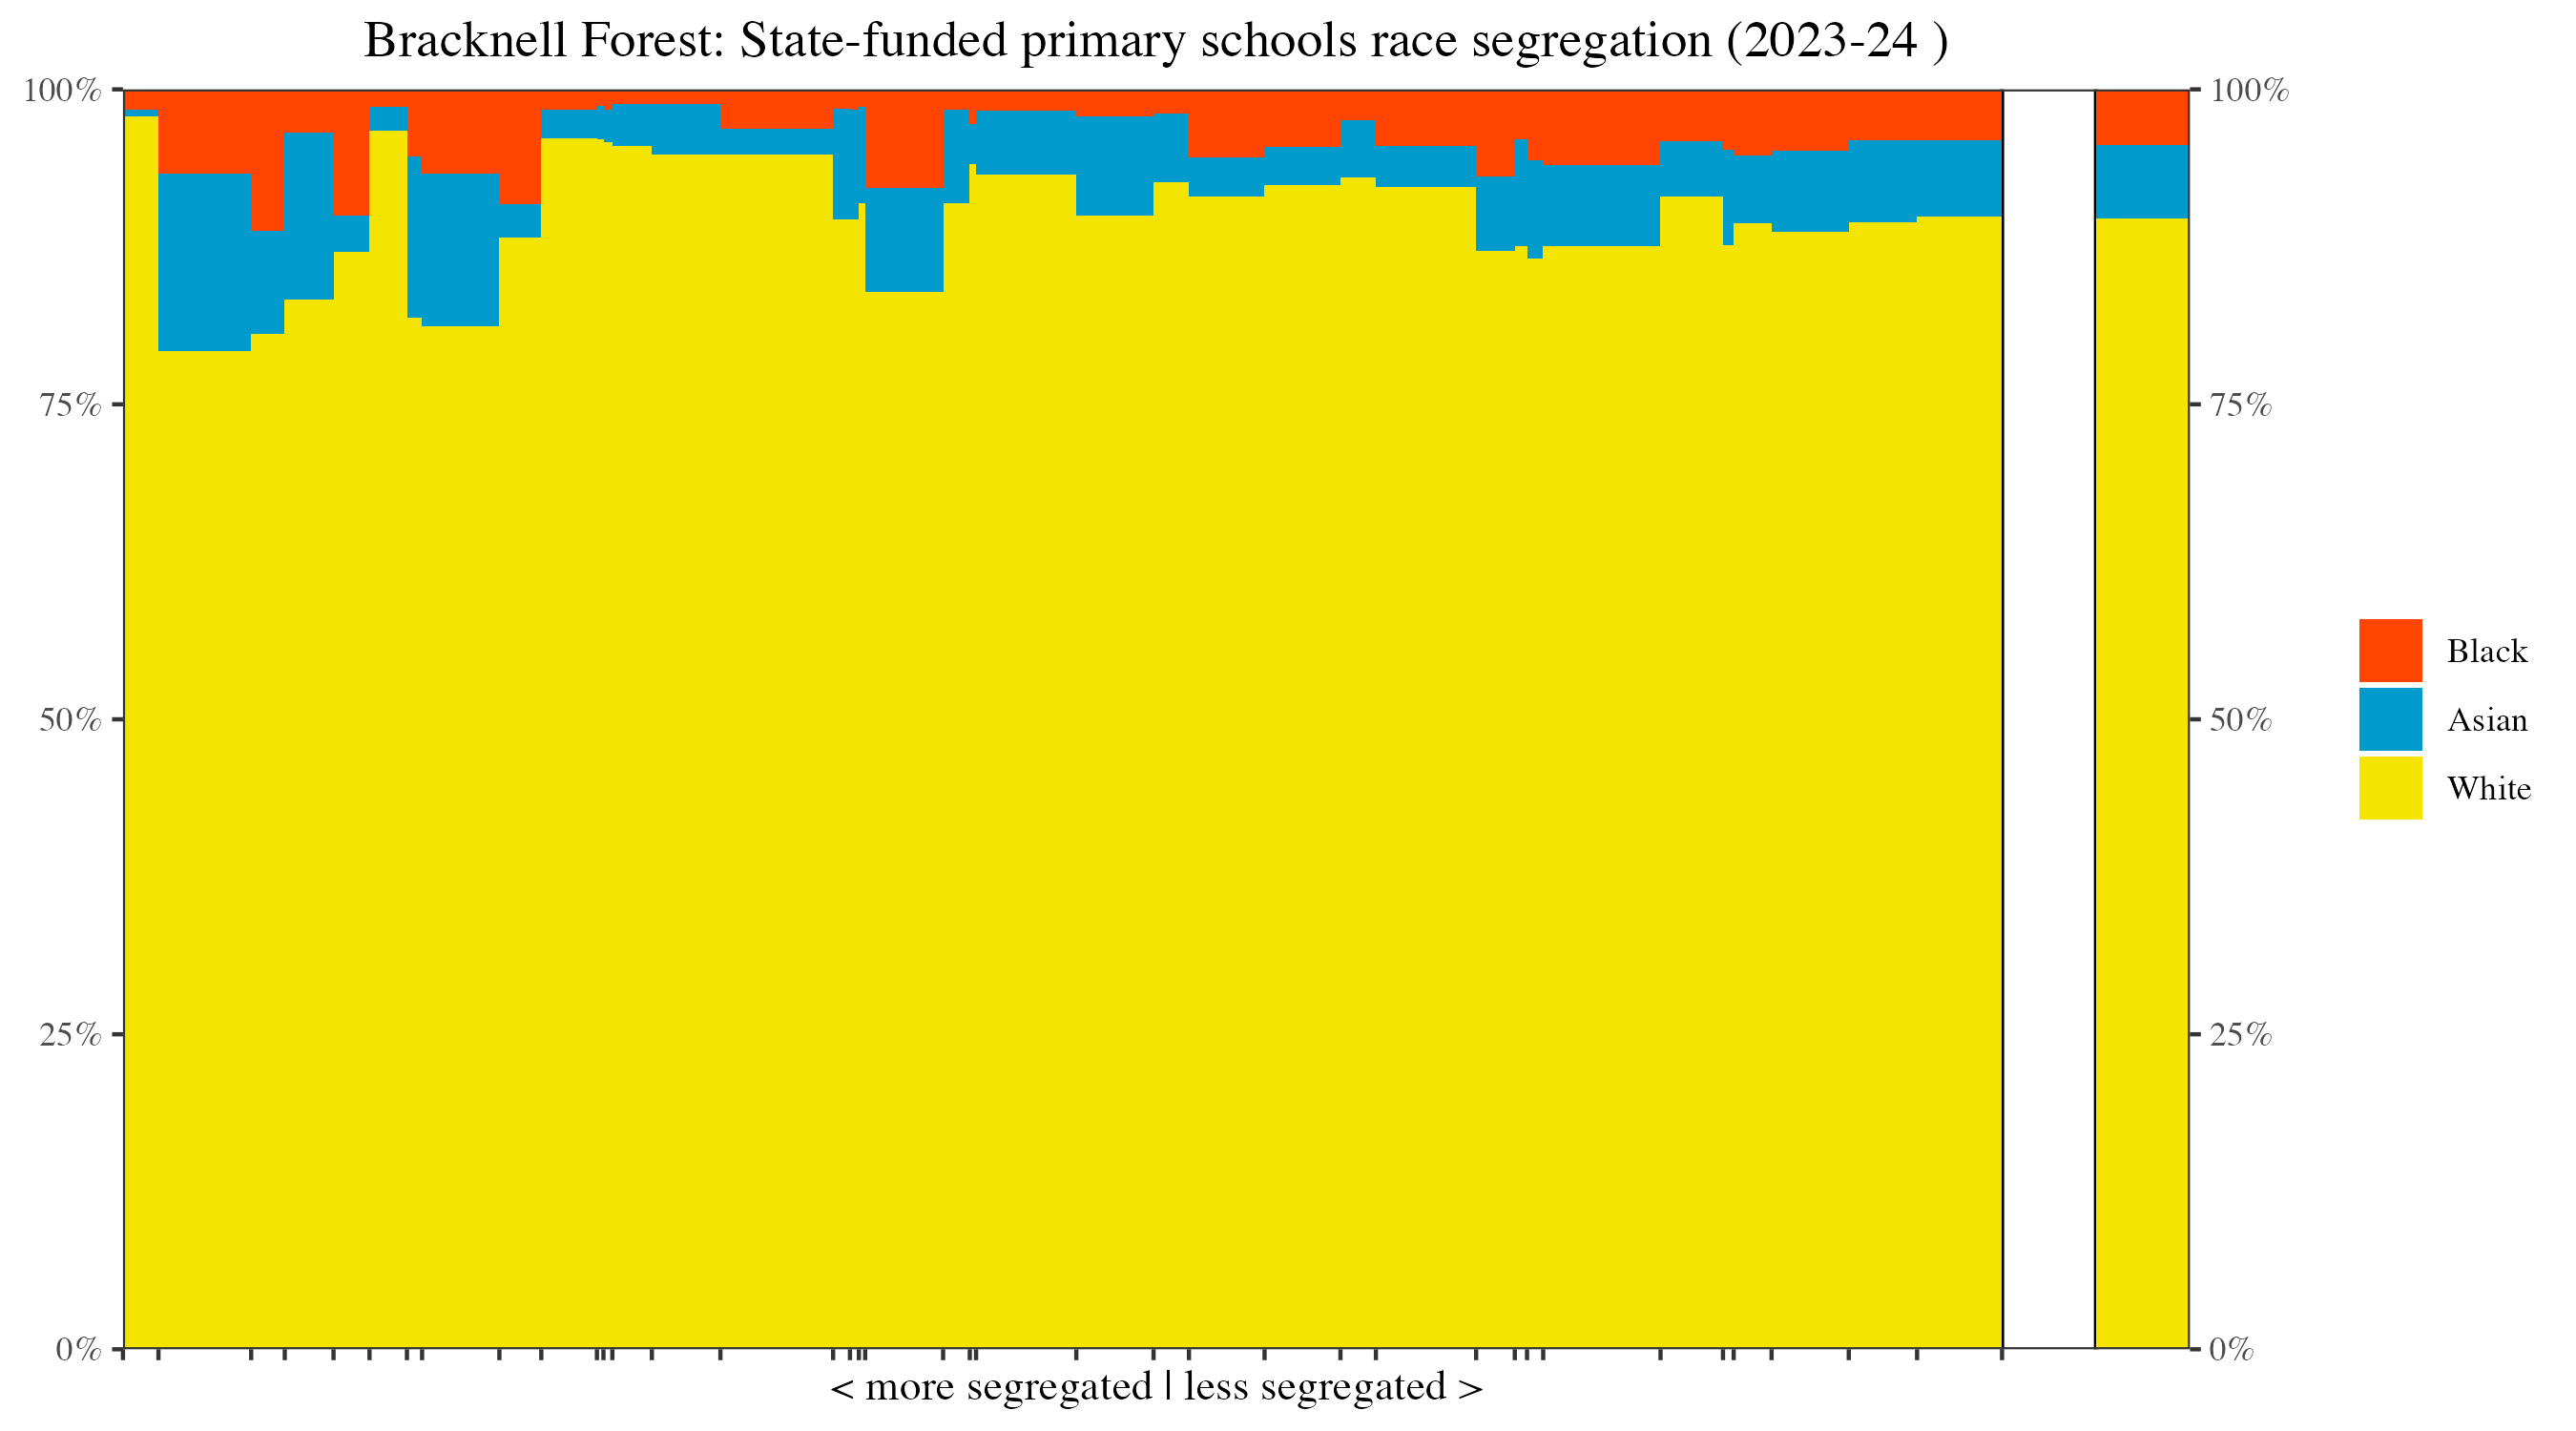 Bracknell Forest: State-funded primary schools race segregation (2023-24 )
100%
75%
50%
25%
0%
100%
75%
50%
25%
0%
Black
Asian
White
< more segregated | less segregated >